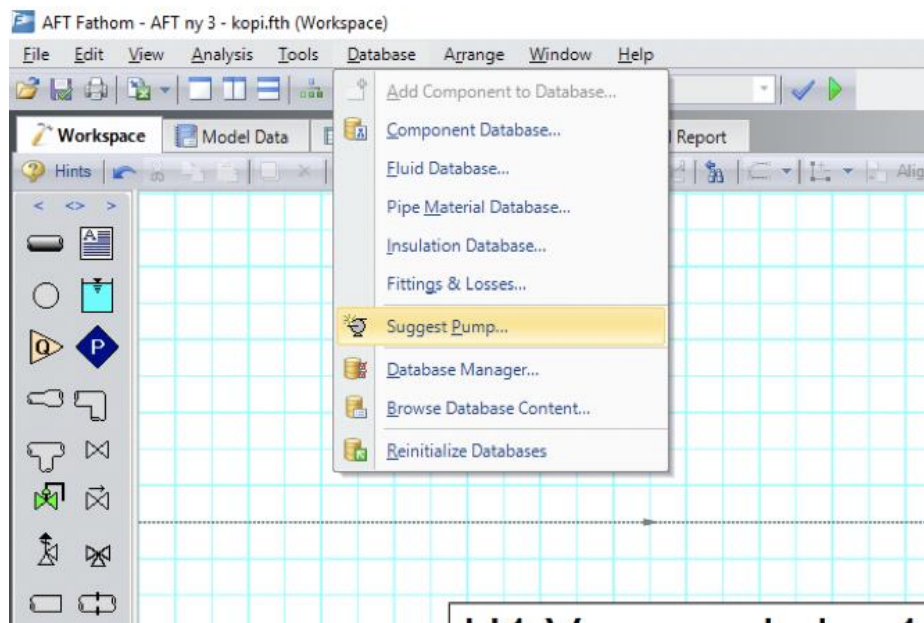 AFT Fathom - AFT ny 3 - kopi.fth (Workspace)
File Edit View Analysis Tools Database Arrange Window Help
Add Component to Database...
Workspace Model Data Report
Component Database...
Hints Alig
Fluid Database...
Pipe Material Database...
Insulation Database...
Fittings & Losses...
Suggest Pump...
Database Manager...
Browse Database Content...
Reinitialize Databases
< <> >
A
Q P